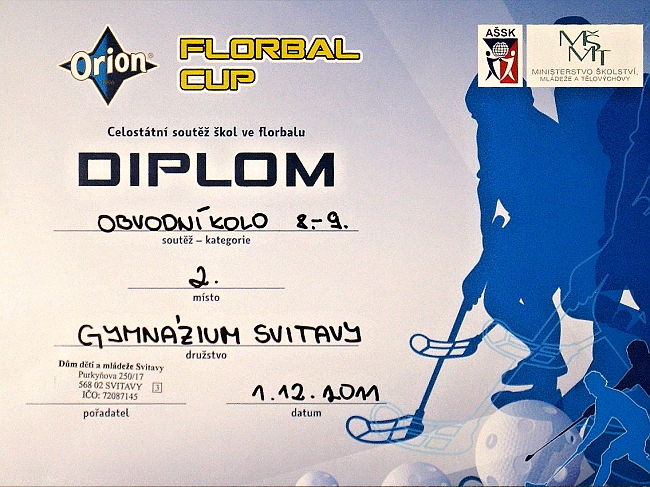 Orion®
FLORBAL
CUP
AŠSK
MŠMT
MINISTERSTVO ŠKOLSTVÍ,
MLÁDEŽE A TĚLOVÝCHOVY
Celostátní soutěž škol ve florbalu
DIPLOM
OBVODNÍ KOLO 8.-9.
soutěž – kategorie
2.
místo
GYMNÁZIUM SVITAVY
družstvo
Dům dětí a mládeže Svitavy
Purkyňova 250/17
568 02 SVITAVY 3
IČO: 72087145
1.12.2011
pořadatel datum